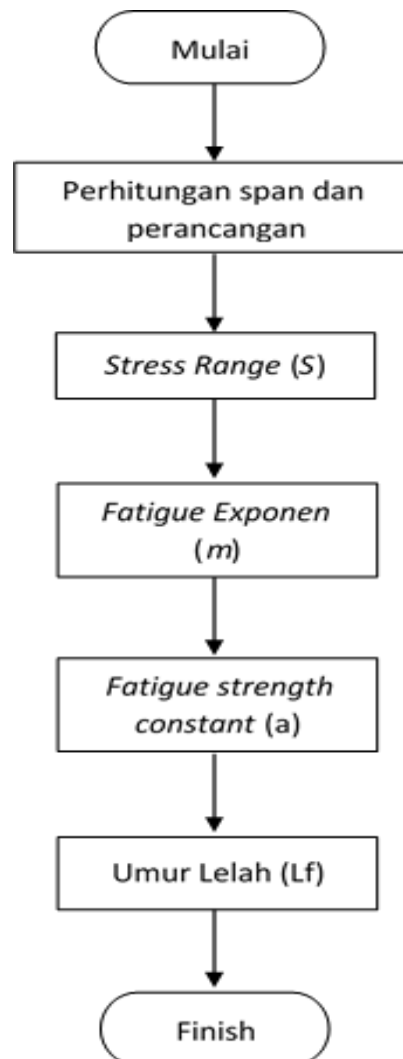 Mulai
Perhitungan span dan
perancangan
Stress Range (S)
Fatigue Exponen
(m)
Fatigue strength
constant (a)
Umur Lelah (Lf)
Finish